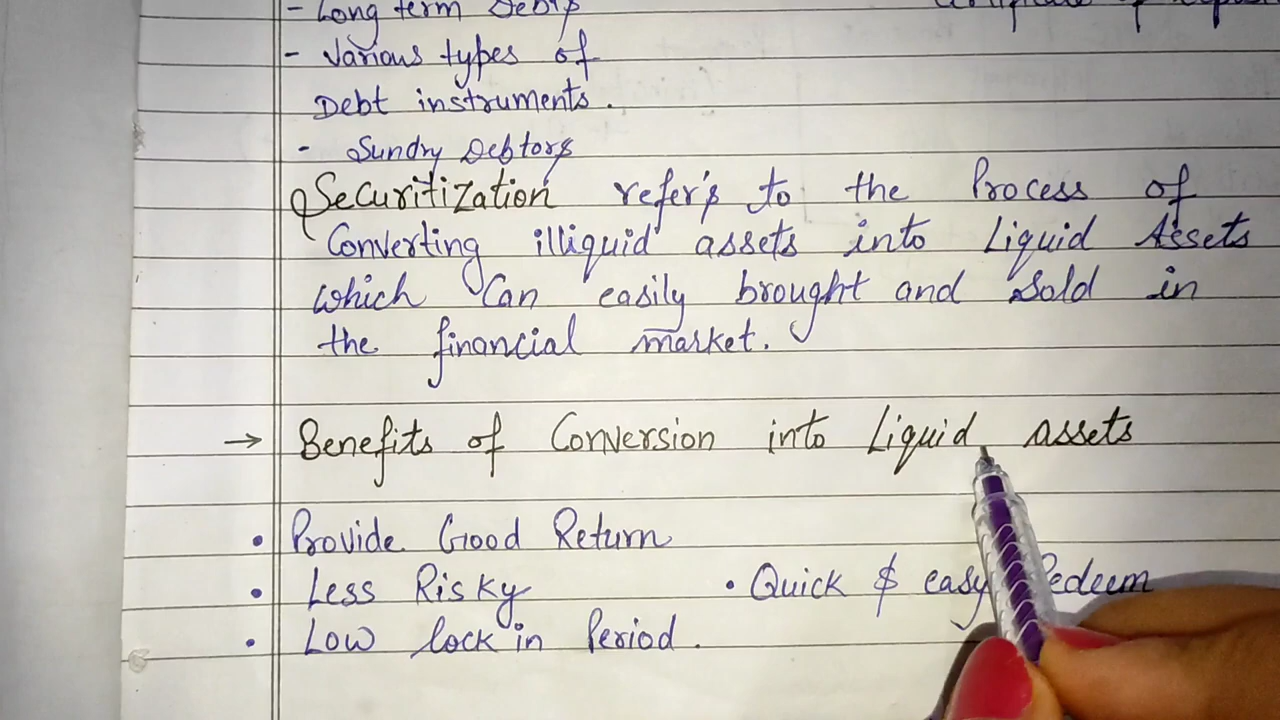 - Long term Debts
- Various types of
Debt instruments.
- Sundry Debtors
Securitization refer's to the Process of
Converting illiquid assets into Liquid Assets
which Can easily brought and Sold in
the financial market.
→ Benefits of Conversion into Liquid assets
• Provide Good Return
• Less Risky • Quick & easy Redeem
• Low lock in Period.